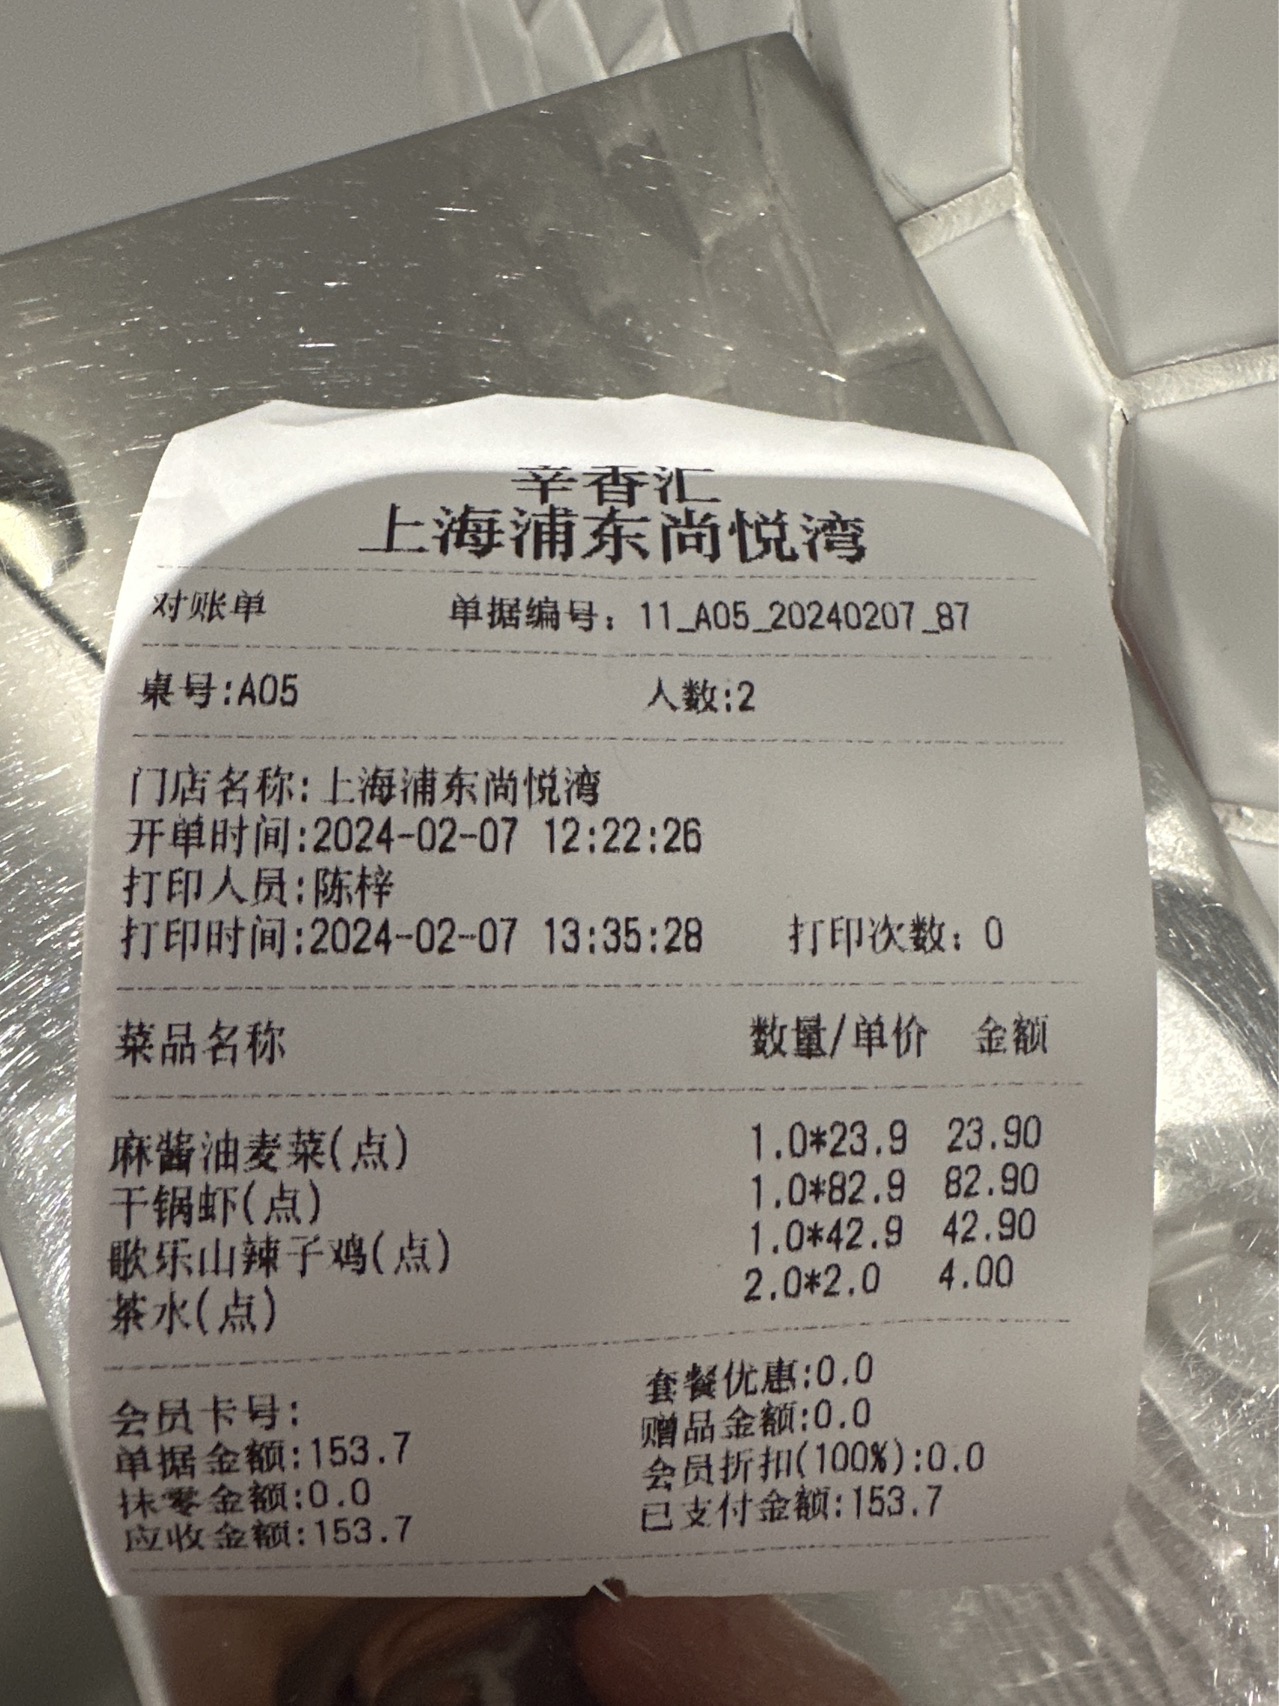 辛香汇
上海浦东尚悦湾
对账单 单据编号：11_A05_20240207_87
桌号:A05 人数:2
门店名称:上海浦东尚悦湾
开单时间:2024-02-07 12:22:26
打印人员:陈梓
打印时间:2024-02-07 13:35:28 打印次数：0
菜品名称 数量/单价 金额
麻酱油麦菜(点) 1.0*23.9 23.90
干锅虾(点) 1.0*82.9 82.90
歌乐山辣子鸡(点) 1.0*42.9 42.90
茶水(点) 2.0*2.0 4.00
会员卡号: 套餐优惠:0.0
单据金额:153.7 赠品金额:0.0
抹零金额:0.0 会员折扣(100%):0.0
应收金额:153.7 已支付金额:153.7